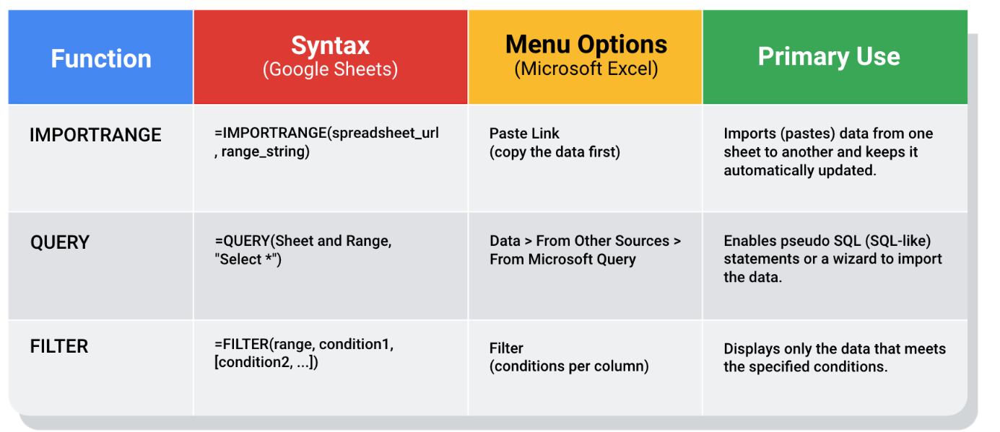 Function
Syntax
(Google Sheets)
Menu Options
(Microsoft Excel)
Primary Use
IMPORTRANGE
=IMPORTRANGE(spreadsheet_url
, range_string)
Paste Link
(copy the data first)
Imports (pastes) data from one
sheet to another and keeps it
automatically updated.
QUERY
=QUERY(Sheet and Range,
"Select *")
Data > From Other Sources >
From Microsoft Query
Enables pseudo SQL (SQL-like)
statements or a wizard to import
the data.
FILTER
=FILTER(range, condition1,
[condition2, ...])
Filter
(conditions per column)
Displays only the data that meets
the specified conditions.